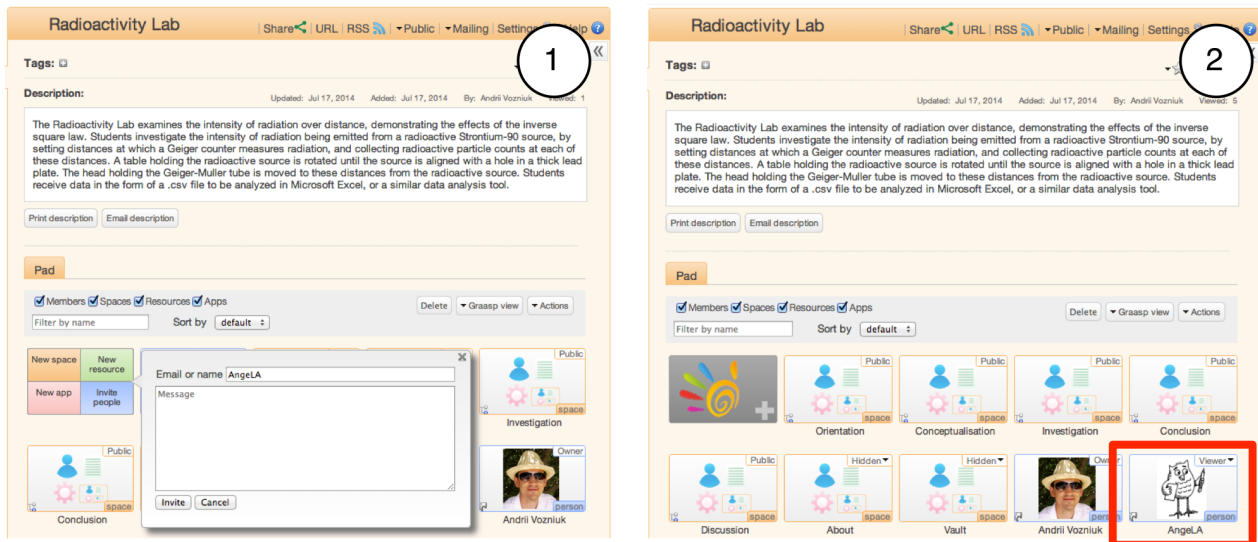 Radioactivity Lab
Share | URL | RSS | Public | Mailing | Settings
1
Tags:
Description:
Updated: Jul 17, 2014 Added: Jul 17, 2014 By: Andrii Vozniuk Viewed: 1
The Radioactivity Lab examines the intensity of radiation over distance, demonstrating the effects of the inverse
square law. Students investigate the intensity of radiation being emitted from a radioactive Strontium-90 source, by
setting distances at which a Geiger counter measures radiation, and collecting radioactive particle counts at each of
these distances. A table holding the radioactive source is rotated until the source is aligned with a hole in a thick lead
plate. The head holding the Geiger-Muller tube is moved to these distances from the radioactive source. Students
receive data in the form of a .csv file to be analyzed in Microsoft Excel, or a similar data analysis tool.
Print description Email description
Pad
Members Spaces Resources Apps
Delete Graasp view Actions
Filter by name Sort by default
New space New resource
New app Invite people
Email or name AngeLA
Message
Invite Cancel
Public
space
Investigation
Public
space
Conclusion
Owner
person
Andrii Vozniuk
Radioactivity Lab
Share | URL | RSS | Public | Mailing | Settings
2
Tags:
Description:
Updated: Jul 17, 2014 Added: Jul 17, 2014 By: Andrii Vozniuk Viewed: 5
The Radioactivity Lab examines the intensity of radiation over distance, demonstrating the effects of the inverse
square law. Students investigate the intensity of radiation being emitted from a radioactive Strontium-90 source, by
setting distances at which a Geiger counter measures radiation, and collecting radioactive particle counts at each of
these distances. A table holding the radioactive source is rotated until the source is aligned with a hole in a thick lead
plate. The head holding the Geiger-Muller tube is moved to these distances from the radioactive source. Students
receive data in the form of a .csv file to be analyzed in Microsoft Excel, or a similar data analysis tool.
Print description Email description
Pad
Members Spaces Resources Apps
Delete Graasp view Actions
Filter by name Sort by default
Public Public Public Public
space space space space
Orientation Conceptualisation Investigation Conclusion
Public Hidden Hidden Owner Viewer
space space space person person
Discussion About Vault Andrii Vozniuk AngeLA